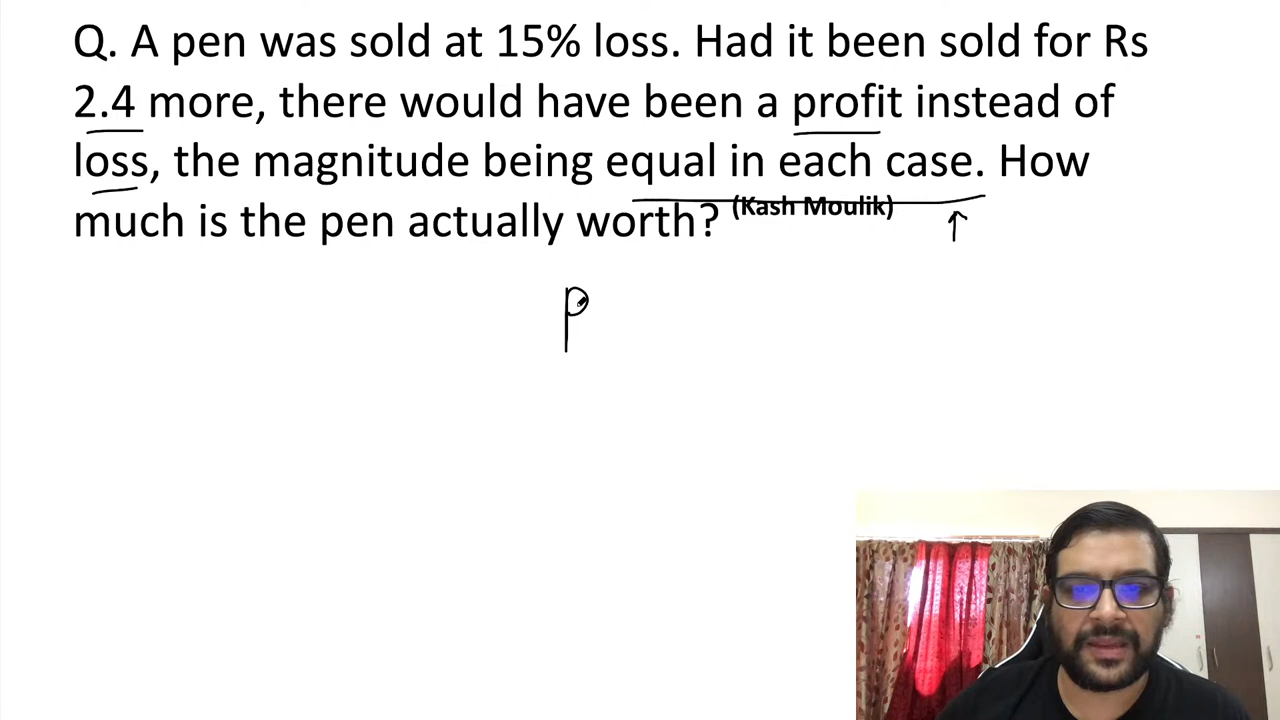 Q. A pen was sold at 15% loss. Had it been sold for Rs
2.4 more, there would have been a profit instead of
loss, the magnitude being equal in each case. How
much is the pen actually worth? (Kash Moulik)
P